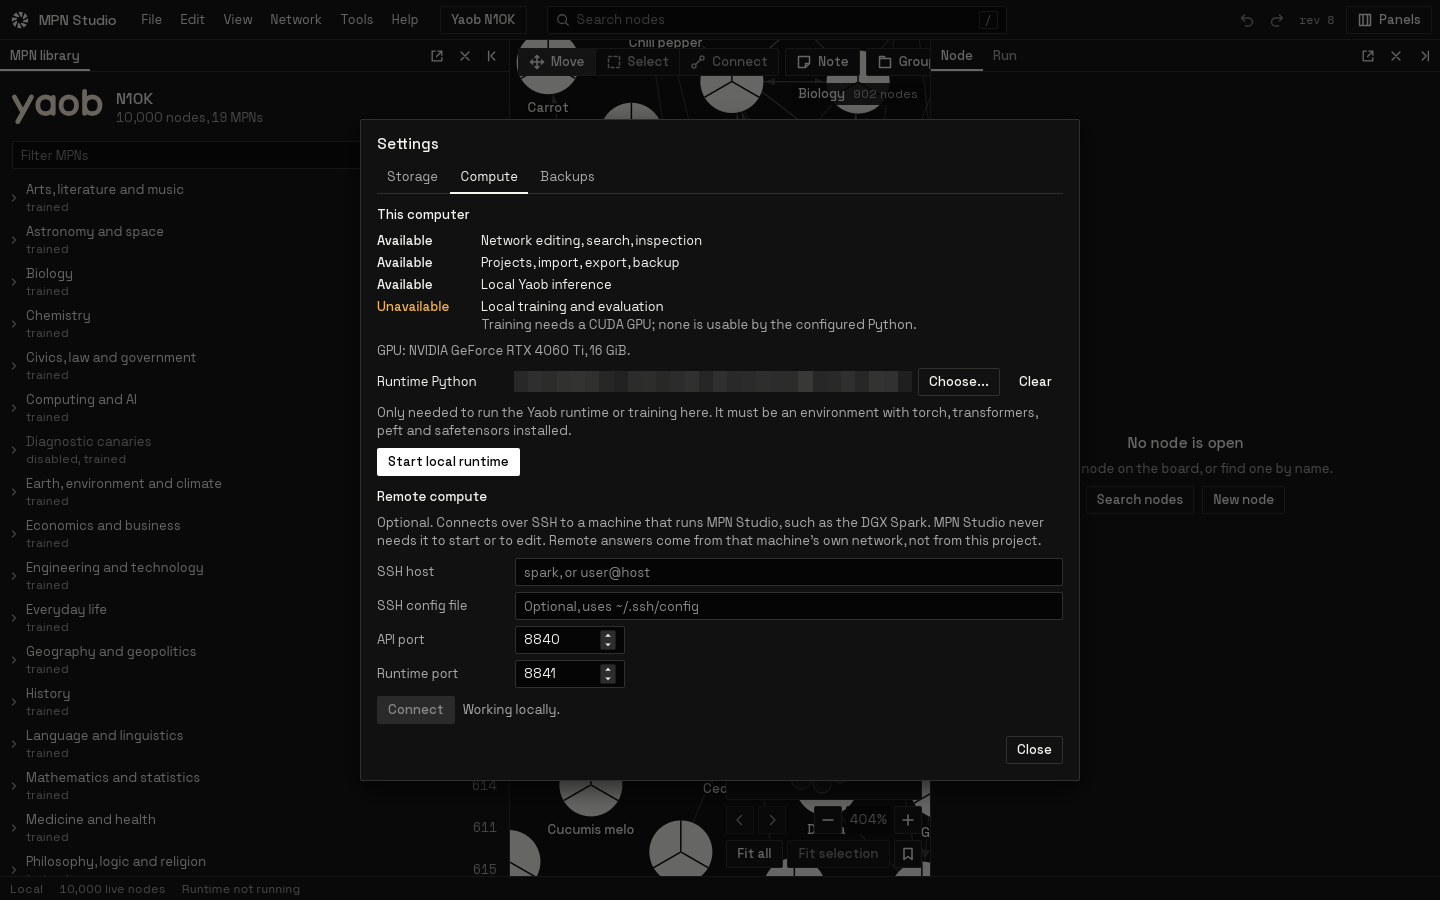 MPN Studio File Edit View Network Tools Help Yaob N10K Search nodes / rev 8 Panels
MPN library
Chili pepper
Move Select Connect Note Group
Node Run
Carrot
Biology 902 nodes
yaob
N10K
10,000 nodes, 19 MPNs
Filter MPNs
Arts, literature and music
trained
Astronomy and space
trained
Biology
trained
Chemistry
trained
Civics, law and government
trained
Computing and AI
trained
Diagnostic canaries
disabled, trained
Earth, environment and climate
trained
Economics and business
trained
Engineering and technology
trained
Everyday life
trained
Geography and geopolitics
trained
History
trained
Language and linguistics
trained
Mathematics and statistics
trained
614
Medicine and health
trained
611
Philosophy, logic and religion
615
Settings
Storage Compute Backups
This computer
Available Network editing, search, inspection
Available Projects, import, export, backup
Available Local Yaob inference
Unavailable Local training and evaluation
Training needs a CUDA GPU; none is usable by the configured Python.
GPU: NVIDIA GeForce RTX 4060 Ti, 16 GiB.
Runtime Python Choose... Clear
Only needed to run the Yaob runtime or training here. It must be an environment with torch, transformers,
peft and safetensors installed.
Start local runtime
Remote compute
Optional. Connects over SSH to a machine that runs MPN Studio, such as the DGX Spark. MPN Studio never
needs it to start or to edit. Remote answers come from that machine's own network, not from this project.
SSH host spark, or user@host
SSH config file Optional, uses ~/.ssh/config
API port 8840
Runtime port 8841
Connect Working locally.
Close
No node is open
node on the board, or find one by name.
Search nodes New node
Ced
Cucumis melo
404%
G
Fit all Fit selection
Local 10,000 live nodes Runtime not running